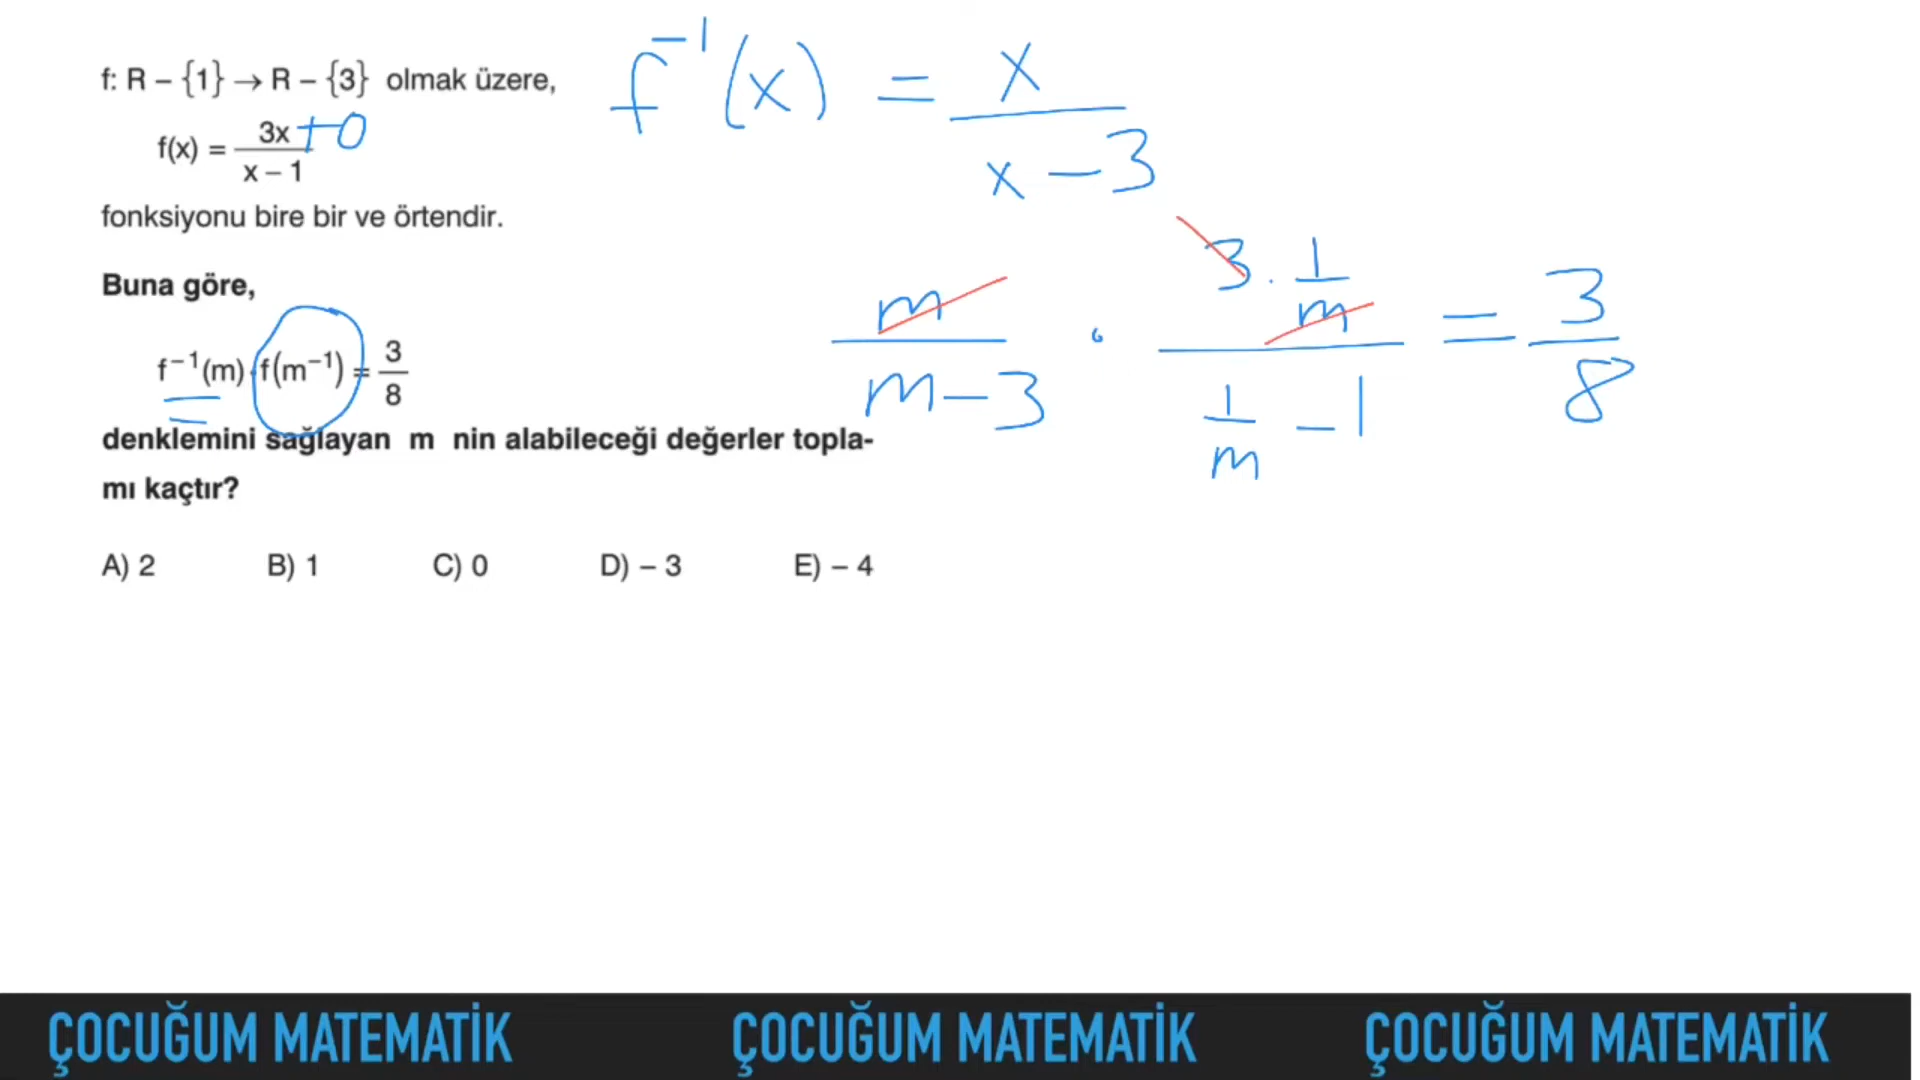 f: R – {1} → R – {3} olmak üzere,
f(x) = 3x + 0 / x – 1
fonksiyonu bire bir ve örtendir.
Buna göre,
f⁻¹(m) · f(m⁻¹) = 3/8
denklemini sağlayan m nin alabileceği değerler topla-
mı kaçtır?
A) 2 B) 1 C) 0 D) – 3 E) – 4
f⁻¹(x) = x / x – 3
m / m – 3 · 3 · 1/m / 1/m – 1 = 3/8
ÇOCUĞUM MATEMATİK ÇOCUĞUM MATEMATİK ÇOCUĞUM MATEMATİK